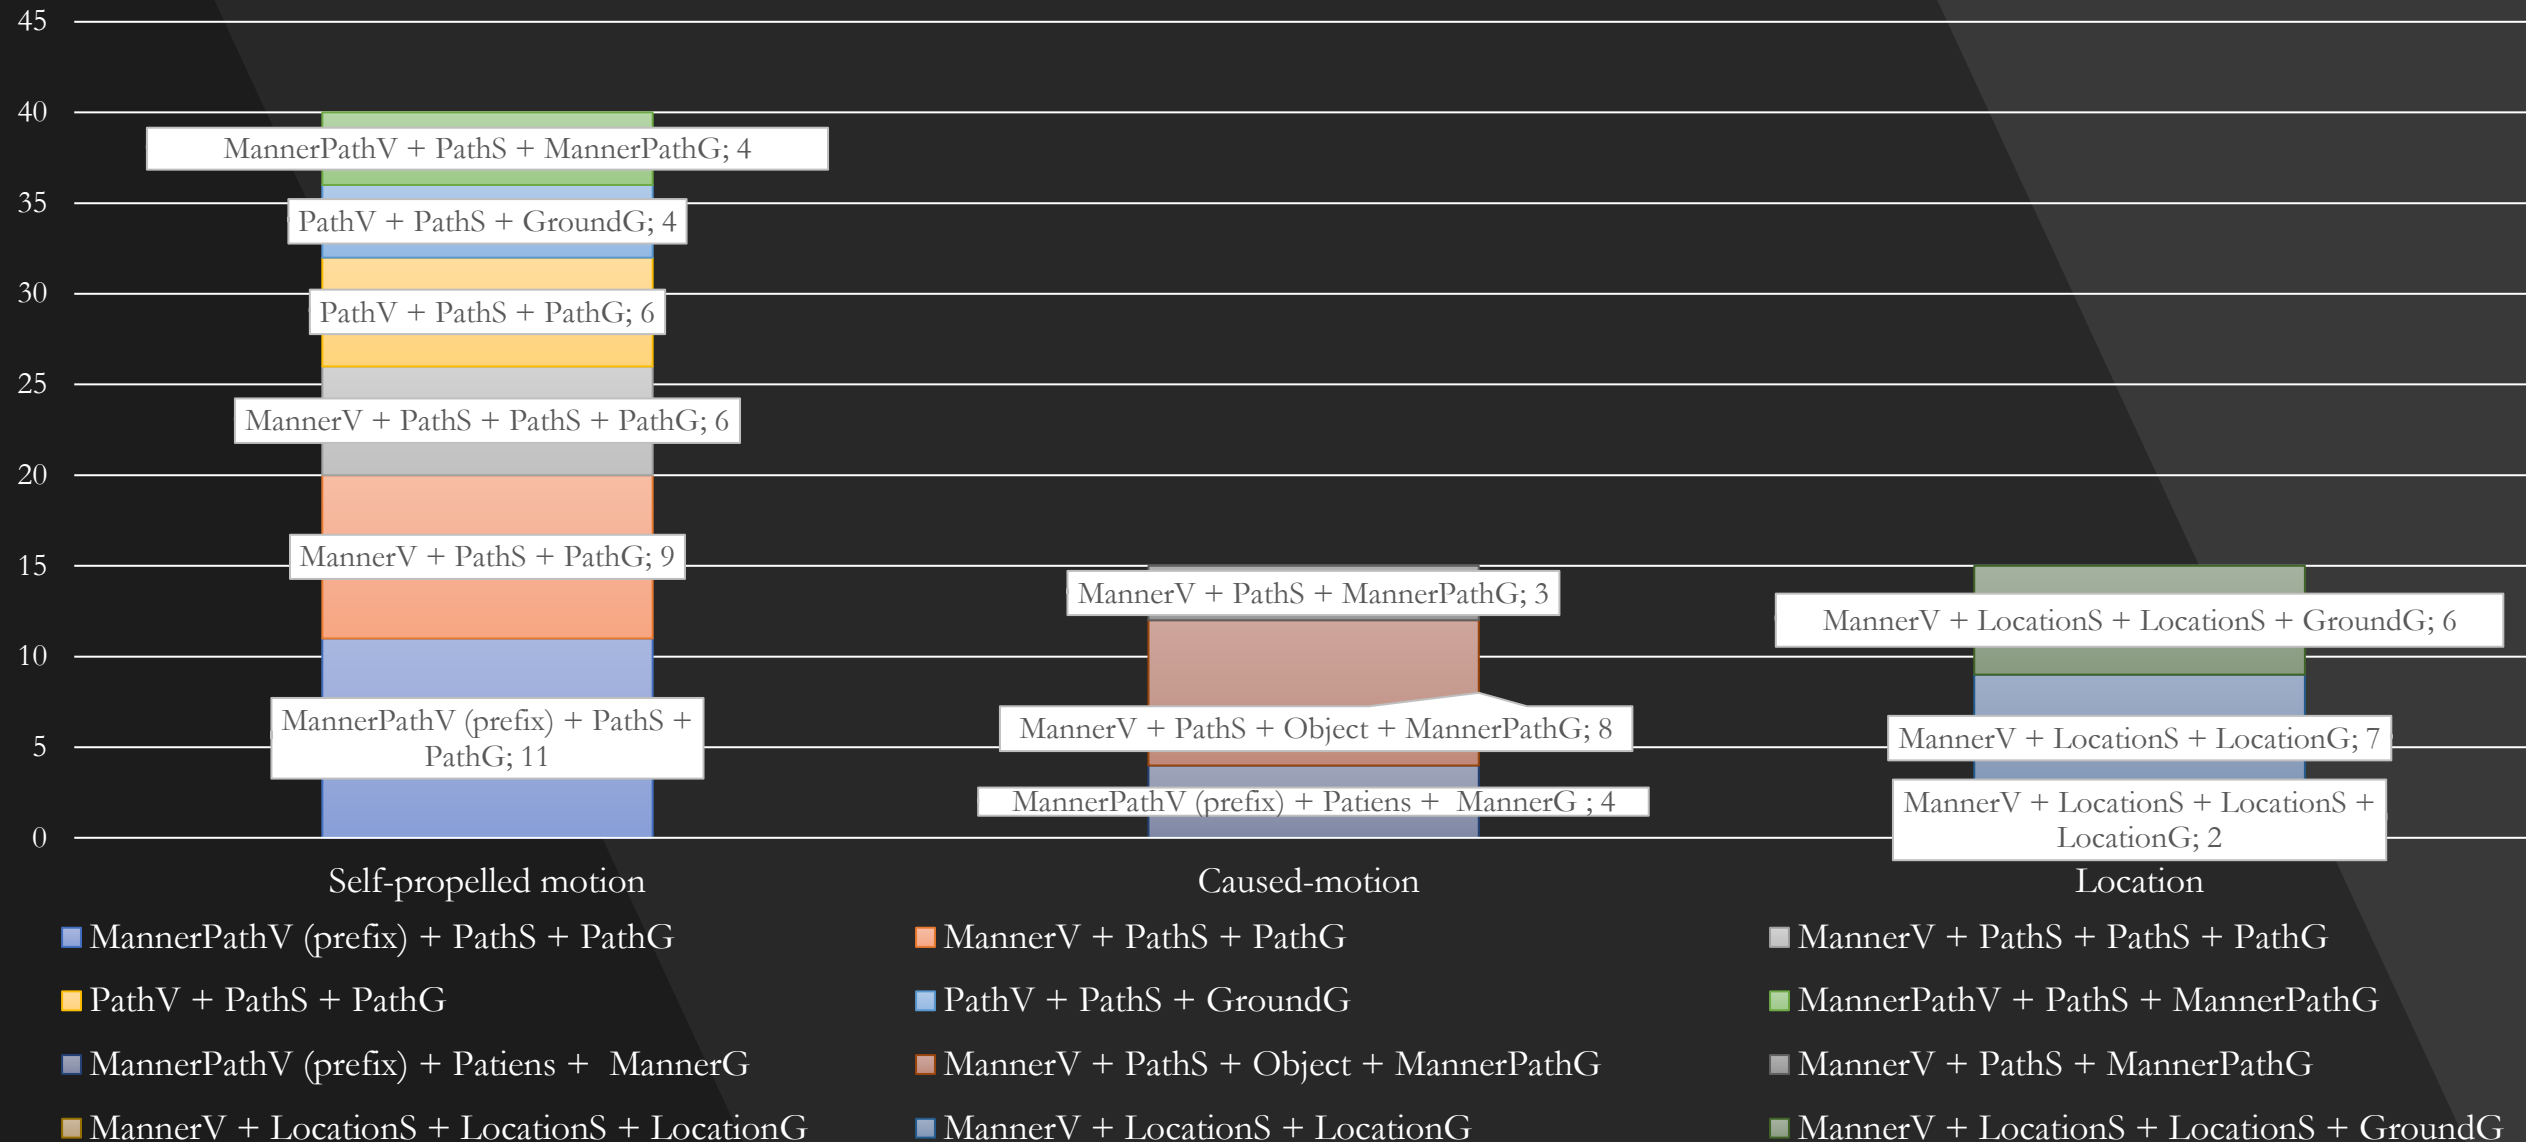 45
40
35
30
25
20
15
10
5
0
MannerPathV + PathS + MannerPathG; 4
PathV + PathS + GroundG; 4
PathV + PathS + PathG; 6
MannerV + PathS + PathS + PathG; 6
MannerV + PathS + PathG; 9
MannerPathV (prefix) + PathS +
PathG; 11
MannerV + PathS + MannerPathG; 3
MannerV + PathS + Object + MannerPathG; 8
MannerPathV (prefix) + Patiens +  MannerG ; 4
MannerV + LocationS + LocationS + GroundG; 6
MannerV + LocationS + LocationG; 7
MannerV + LocationS + LocationS +
LocationG; 2
Self-propelled motion
Caused-motion
Location
MannerPathV (prefix) + PathS + PathG
MannerV + PathS + PathG
MannerV + PathS + PathS + PathG
PathV + PathS + PathG
PathV + PathS + GroundG
MannerPathV + PathS + MannerPathG
MannerPathV (prefix) + Patiens +  MannerG
MannerV + PathS + Object + MannerPathG
MannerV + PathS + MannerPathG
MannerV + LocationS + LocationS + LocationG
MannerV + LocationS + LocationG
MannerV + LocationS + LocationS + GroundG